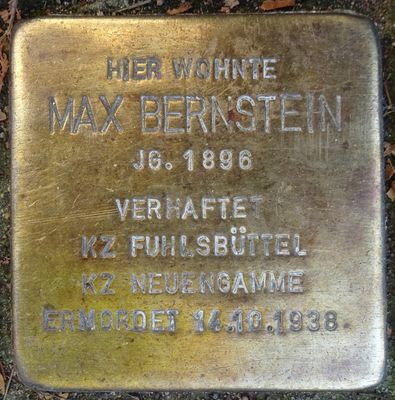 HIER WOHNTE
MAX BERNSTEIN
JG. 1896
VERHAFTET
KZ FUHLSBÜTTEL
KZ NEUENGAMME
ERMORDET 14.10.1938.